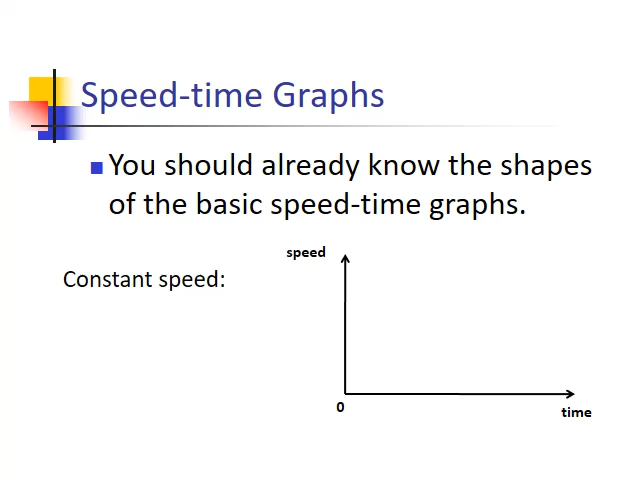 Speed-time Graphs
You should already know the shapes
of the basic speed-time graphs.
speed
Constant speed:
0
time